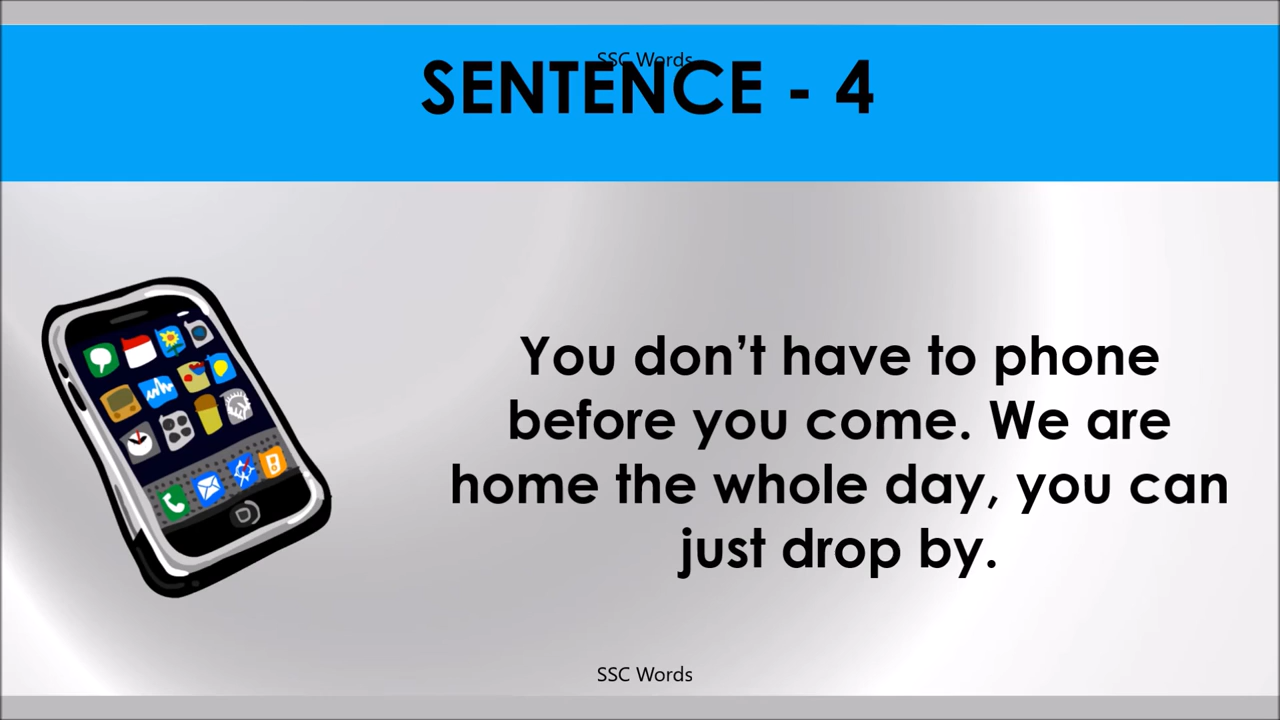 SSC Words
SENTENCE - 4
You don’t have to phone
before you come. We are
home the whole day, you can
just drop by.
SSC Words